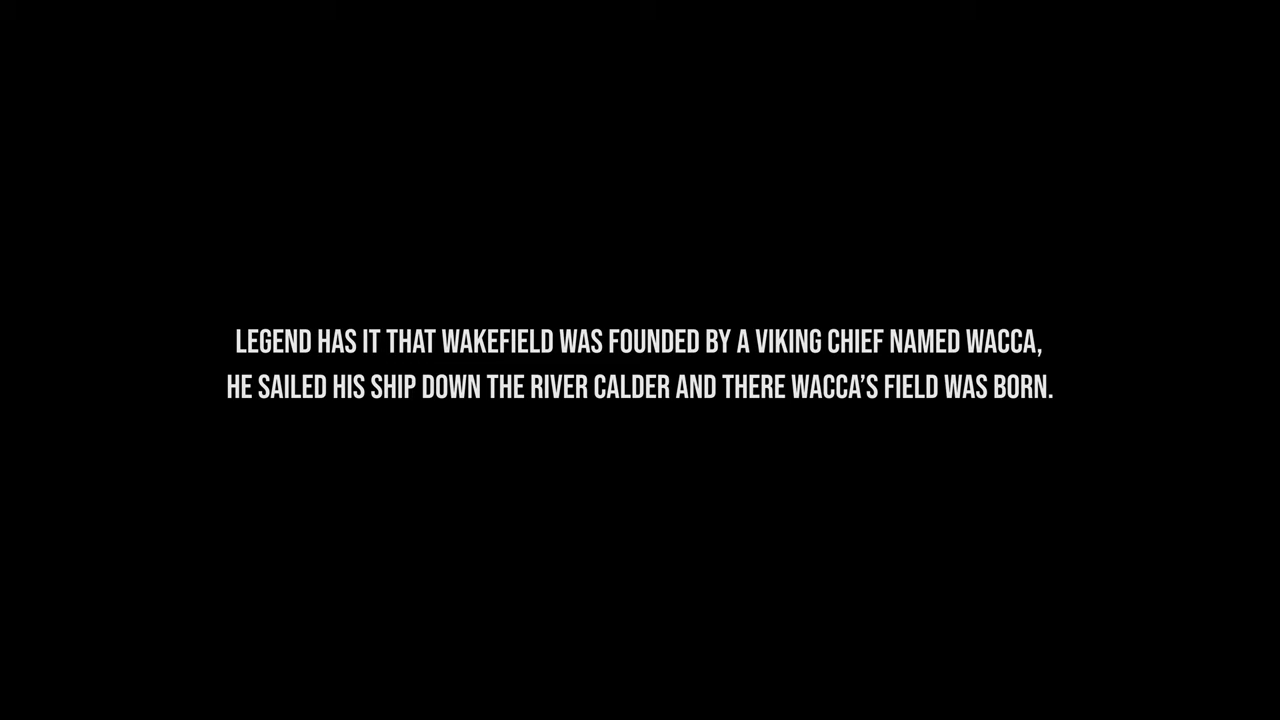 LEGEND HAS IT THAT WAKEFIELD WAS FOUNDED BY A VIKING CHIEF NAMED WACCA,
HE SAILED HIS SHIP DOWN THE RIVER CALDER AND THERE WACCA’S FIELD WAS BORN.